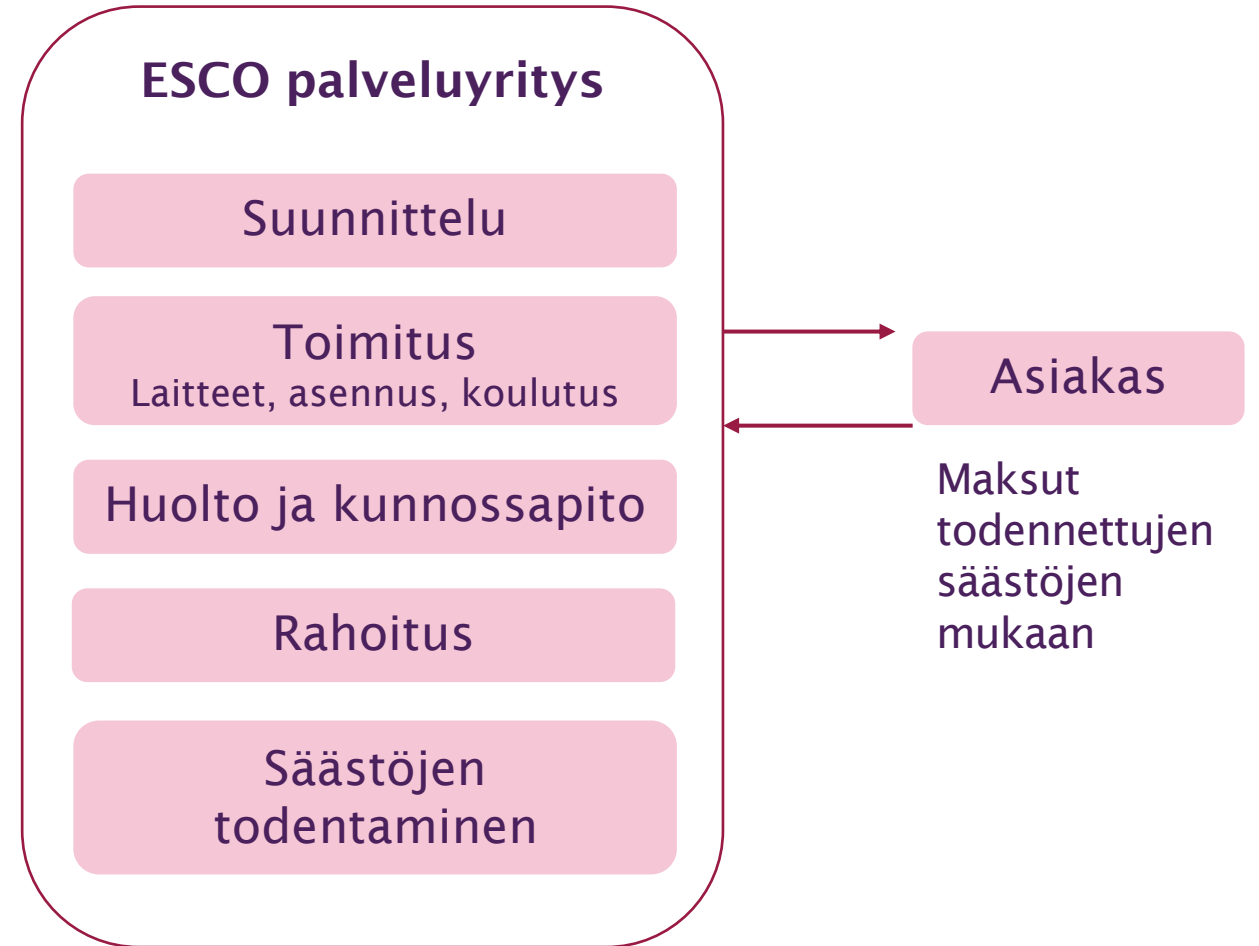 ESCO palveluyritys
Suunnittelu
Toimitus
Laitteet, asennus, koulutus
Huolto ja kunnossapito
Rahoitus
Säästöjen
todentaminen
Asiakas
Maksut
todennettujen
säästöjen
mukaan